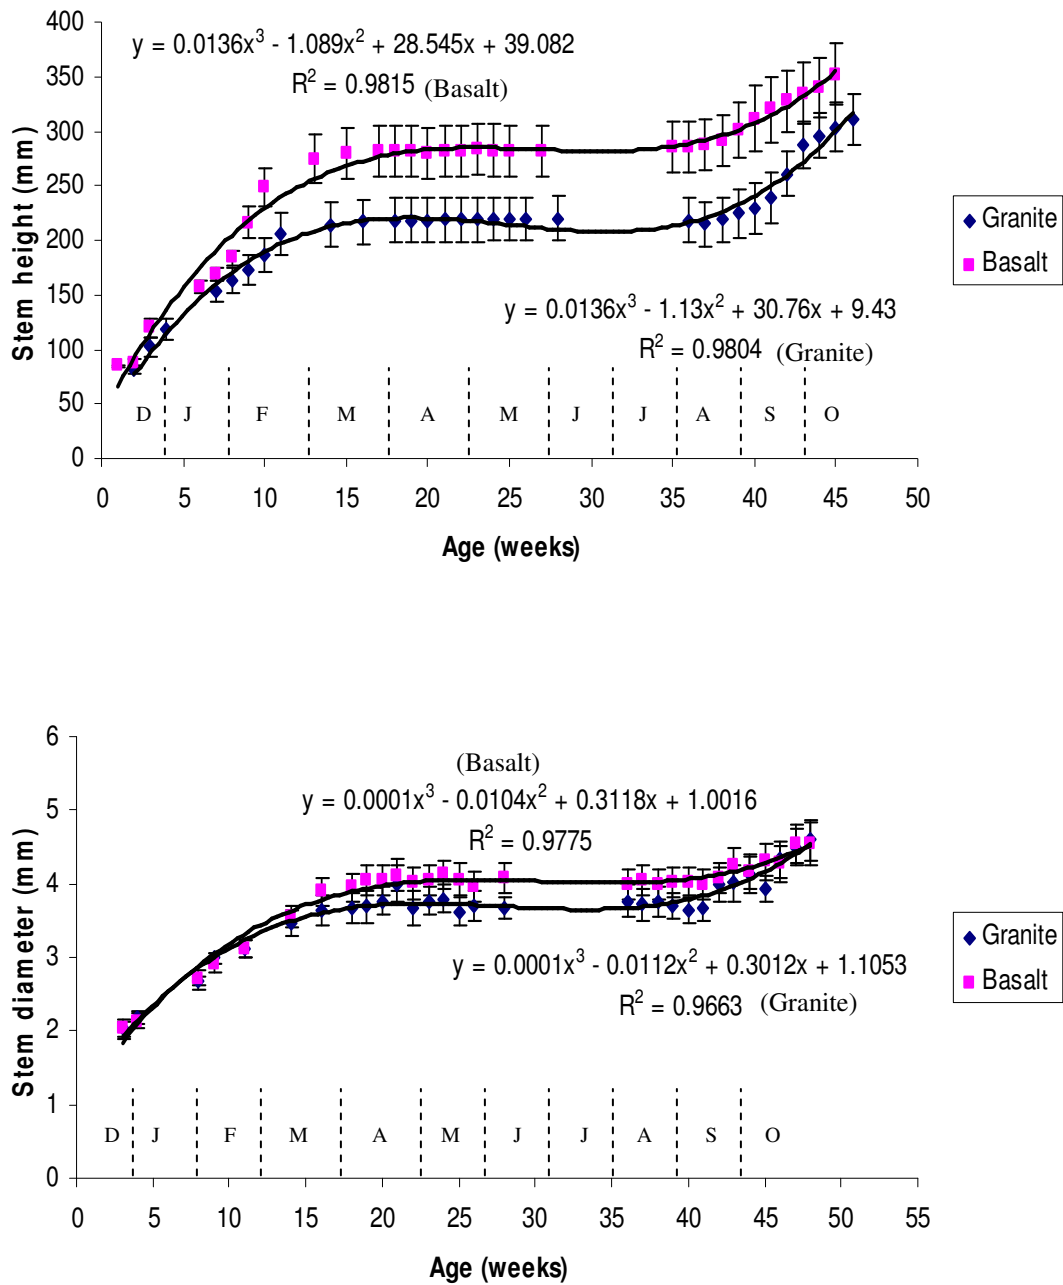 400
350
300
250
200
150
100
50
0
Stem height (mm)
y = 0.0136x³ - 1.089x² + 28.545x + 39.082
R² = 0.9815 (Basalt)
y = 0.0136x³ - 1.13x² + 30.76x + 9.43
R² = 0.9804 (Granite)
D J F M A M J J A S O
0 5 10 15 20 25 30 35 40 45 50
Age (weeks)
Granite
Basalt
6
5
4
3
2
1
0
Stem diameter (mm)
(Basalt)
y = 0.0001x³ - 0.0104x² + 0.3118x + 1.0016
R² = 0.9775
y = 0.0001x³ - 0.0112x² + 0.3012x + 1.1053
R² = 0.9663 (Granite)
D J F M A M J J A S O
0 5 10 15 20 25 30 35 40 45 50 55
Age (weeks)
Granite
Basalt